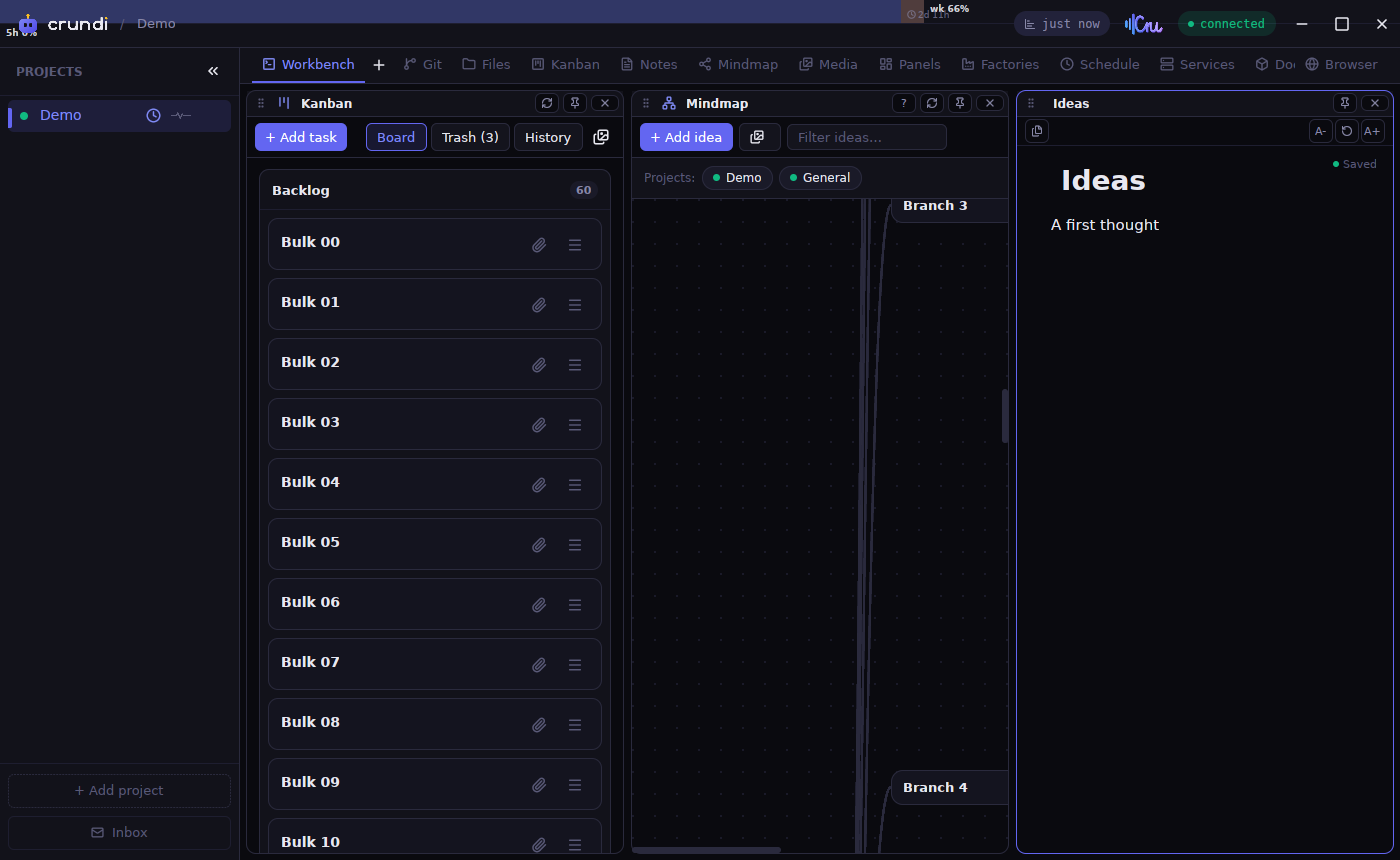 crundi / Demo
2d 11h
wk 66%
just now
Cru
connected
PROJECTS
Demo
+ Add project
Inbox
Workbench + Git Files Kanban Notes Mindmap Media Panels Factories Schedule Services Do Browser
Kanban
+ Add task Board Trash (3) History
Backlog 60
Bulk 00
Bulk 01
Bulk 02
Bulk 03
Bulk 04
Bulk 05
Bulk 06
Bulk 07
Bulk 08
Bulk 09
Bulk 10
Mindmap ?
+ Add idea Filter ideas...
Projects: Demo General
Branch 3
Branch 4
Ideas
A- A+
Saved
Ideas
A first thought